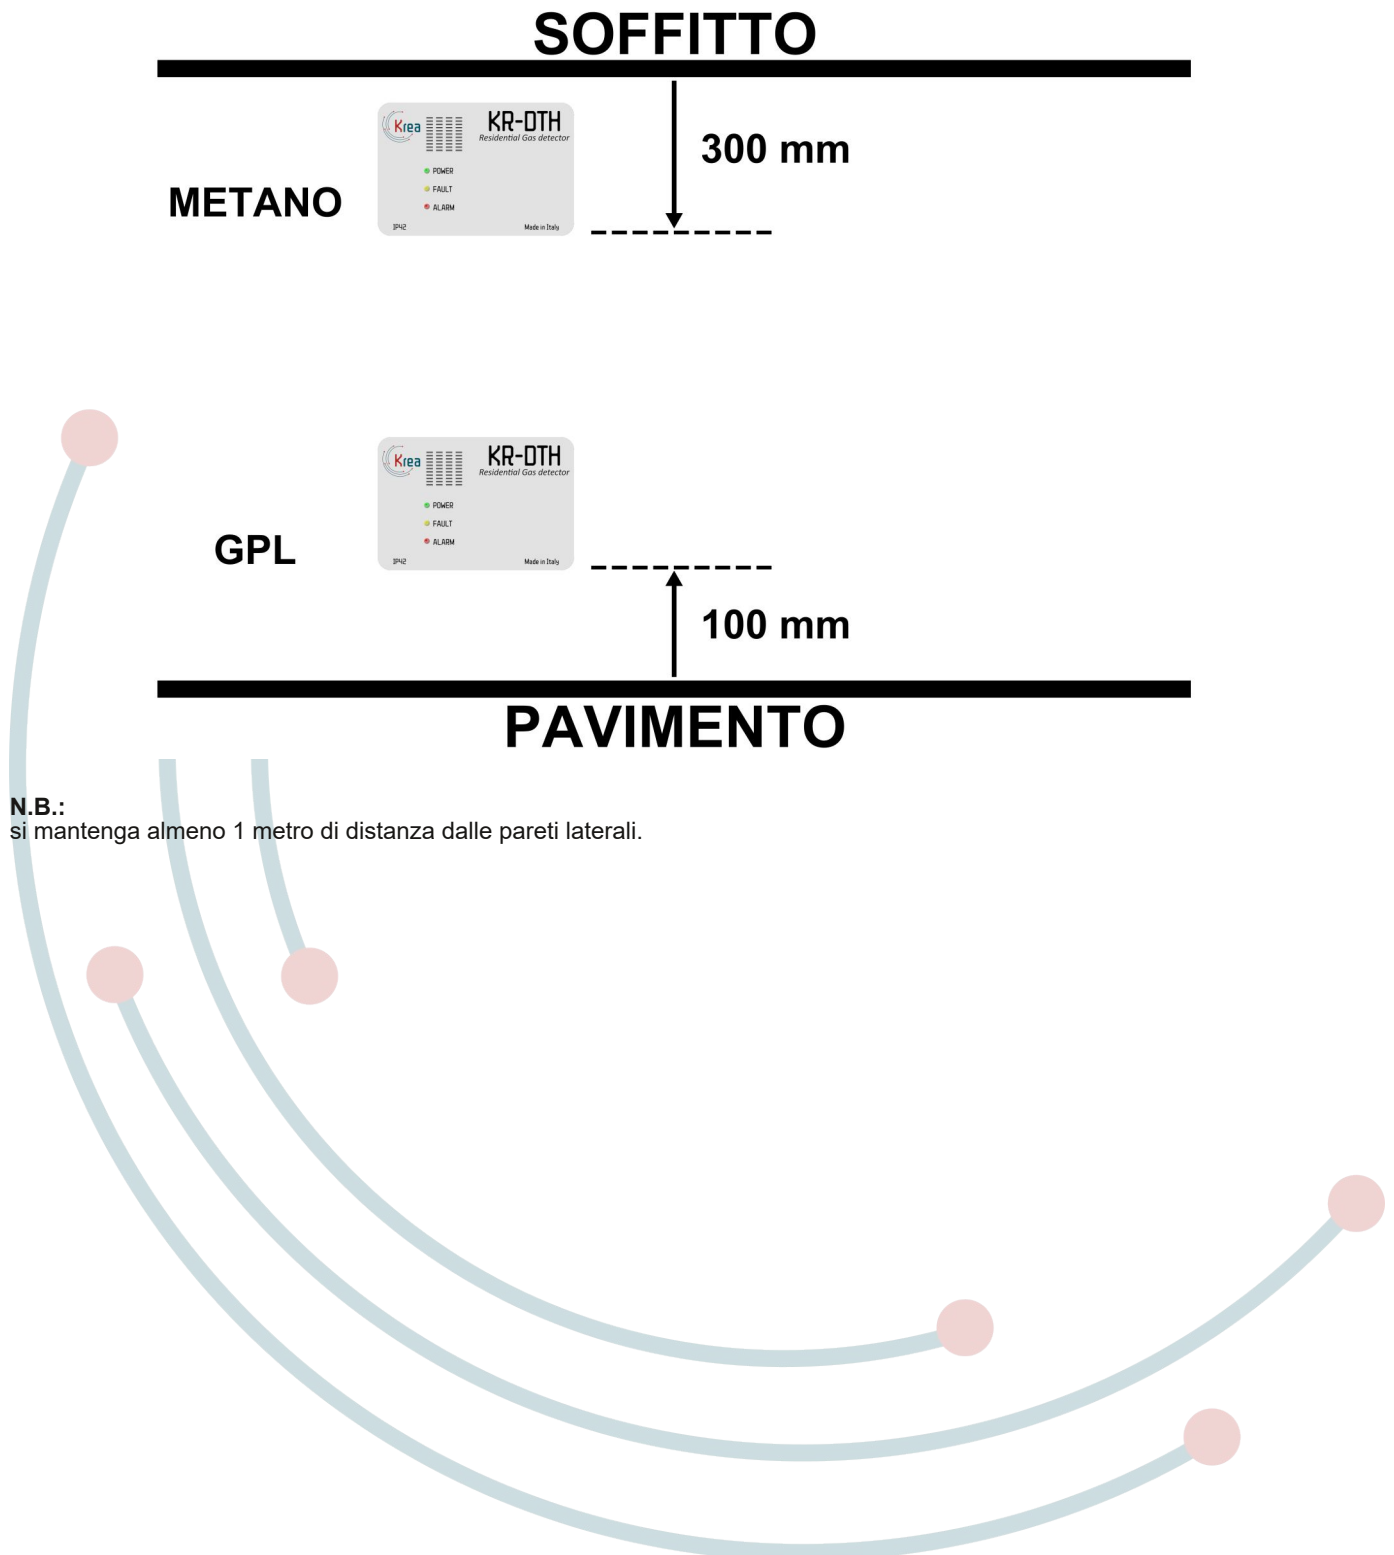 SOFFITTO
Krea
KR-DTH
Residential Gas detector
300 mm
POWER
METANO
FAULT
ALARM
IP42
Made in Italy
Krea
KR-DTH
Residential Gas detector
POWER
FAULT
GPL
ALARM
IP42
Made in Italy
100 mm
PAVIMENTO
N.B.:
si mantenga almeno 1 metro di distanza dalle pareti laterali.